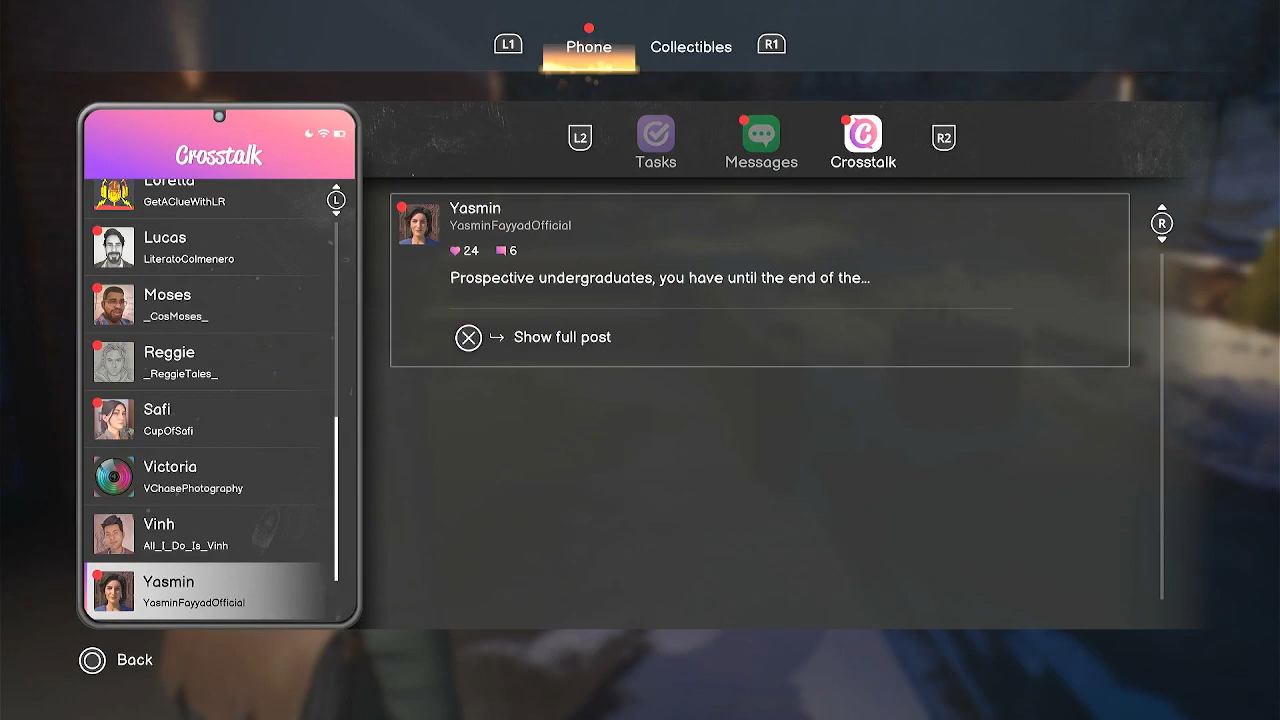 L1
Phone
Collectibles
R1
Crosstalk
L2
Tasks
Messages
Crosstalk
R2
Loretta
GetAClueWithLR
L
Lucas
LiteratoColmenero
Moses
_CosMoses_
Reggie
_ReggieTales_
Safi
CupOfSafi
Victoria
VChasePhotography
Vinh
All_I_Do_Is_Vinh
Yasmin
YasminFayyadOfficial
Yasmin
YasminFayyadOfficial
24 6
Prospective undergraduates, you have until the end of the...
Show full post
R
Back